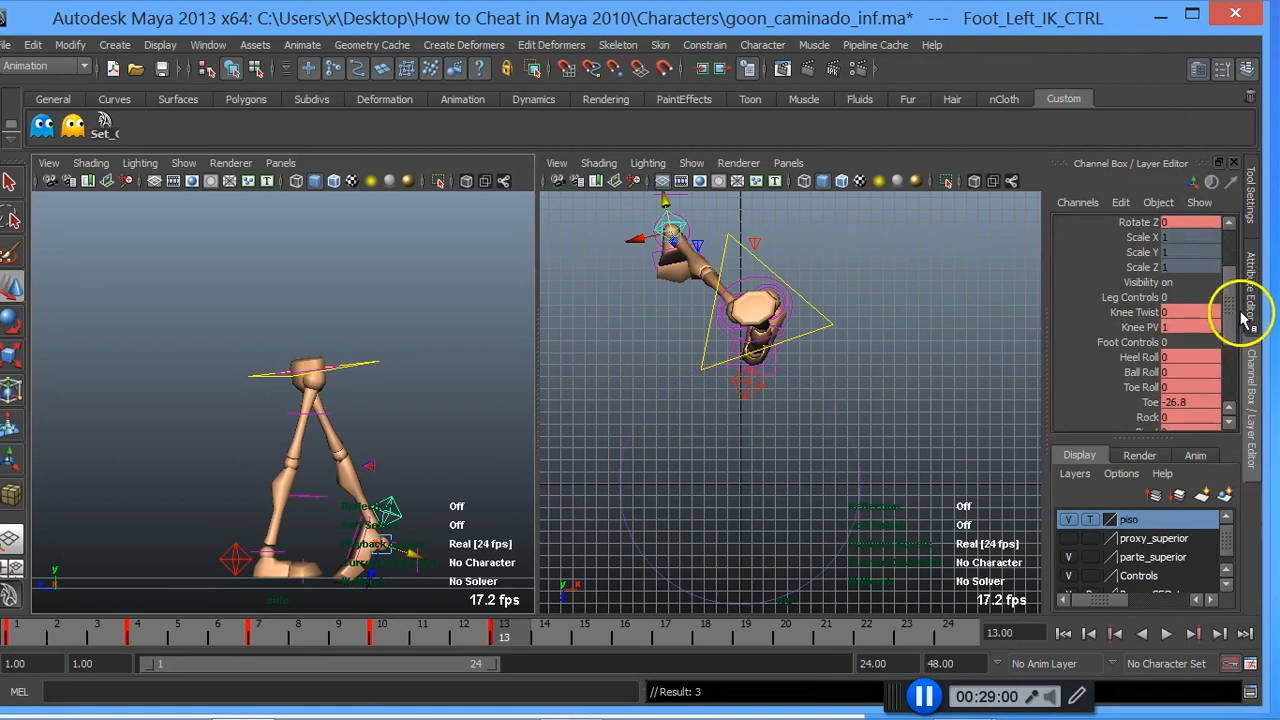 Autodesk Maya 2013 x64: C:\Users\x\Desktop\How to Cheat in Maya 2010\Characters\goon_caminado_inf.ma* --- Foot_Left_IK_CTRL
File Edit Modify Create Display Window Assets Animate Geometry Cache Create Deformers Edit Deformers Skeleton Skin Constrain Character Muscle Pipeline Cache Help
Animation
General Curves Surfaces Subdivs Polygons Deformation Animation Dynamics Rendering PaintEffects Toon Muscle Fluids Fur Hair nCloth Custom
Set_C
View Shading Lighting Show Renderer Panels
View Shading Lighting Show Renderer Panels
Channel Box / Layer Editor
Channels Edit Object Show
Rotate Z 0
Scale X 1
Scale Y 1
Scale Z 1
Visibility on
Leg Controls 0
Knee Twist 0
Knee PV 1
Foot Controls 0
Heel Roll 0
Ball Roll 0
Toe Roll 0
Toe -26.8
Rock 0
Tool Settings
Attribute Editor
Channel Box / Layer Editor
Display Render Anim
Layers Options Help
V T piso
proxy_superior
V parte_superior
V Controls
Off
Off
Real [24 fps]
No Character
No Solver
side
17.2 fps
Off
Off
Real [24 fps]
No Character
No Solver
17.2 fps
y x
y x
1 2 3 4 5 6 7 8 9 10 11 12 13 14 15 16 17 18 19 20 21 22 23 24
13
13.00
1.00 1.00 1 24 24.00 48.00 No Anim Layer No Character Set
MEL // Result: 3
00:29:00